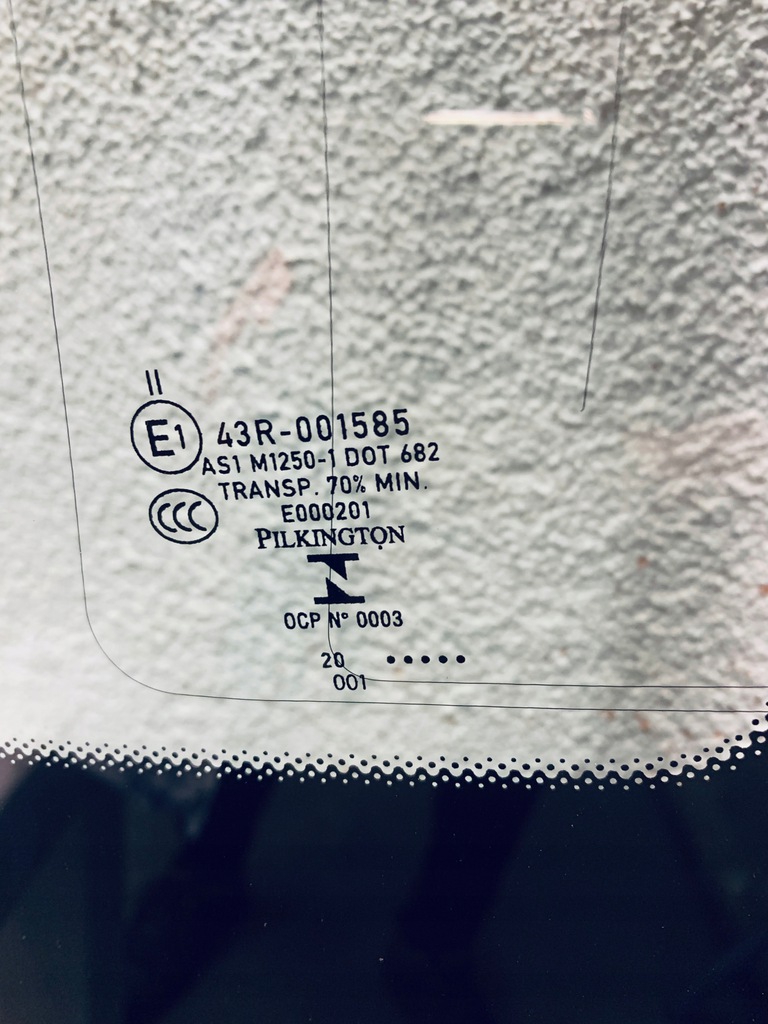 II
E1 43R-001585
AS1 M1250-1 DOT 682
TRANSP. 70% MIN.
CCC E000201
PILKINGTON
OCP Nº 0003
20 •••••
001